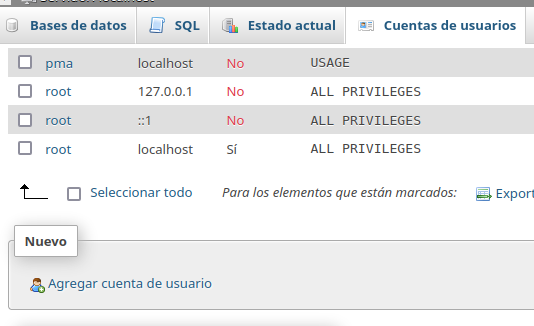 Bases de datos SQL Estado actual Cuentas de usuarios
pma localhost No USAGE
root 127.0.0.1 No ALL PRIVILEGES
root ::1 No ALL PRIVILEGES
root localhost Sí ALL PRIVILEGES
Seleccionar todo Para los elementos que están marcados: Export
Nuevo
Agregar cuenta de usuario